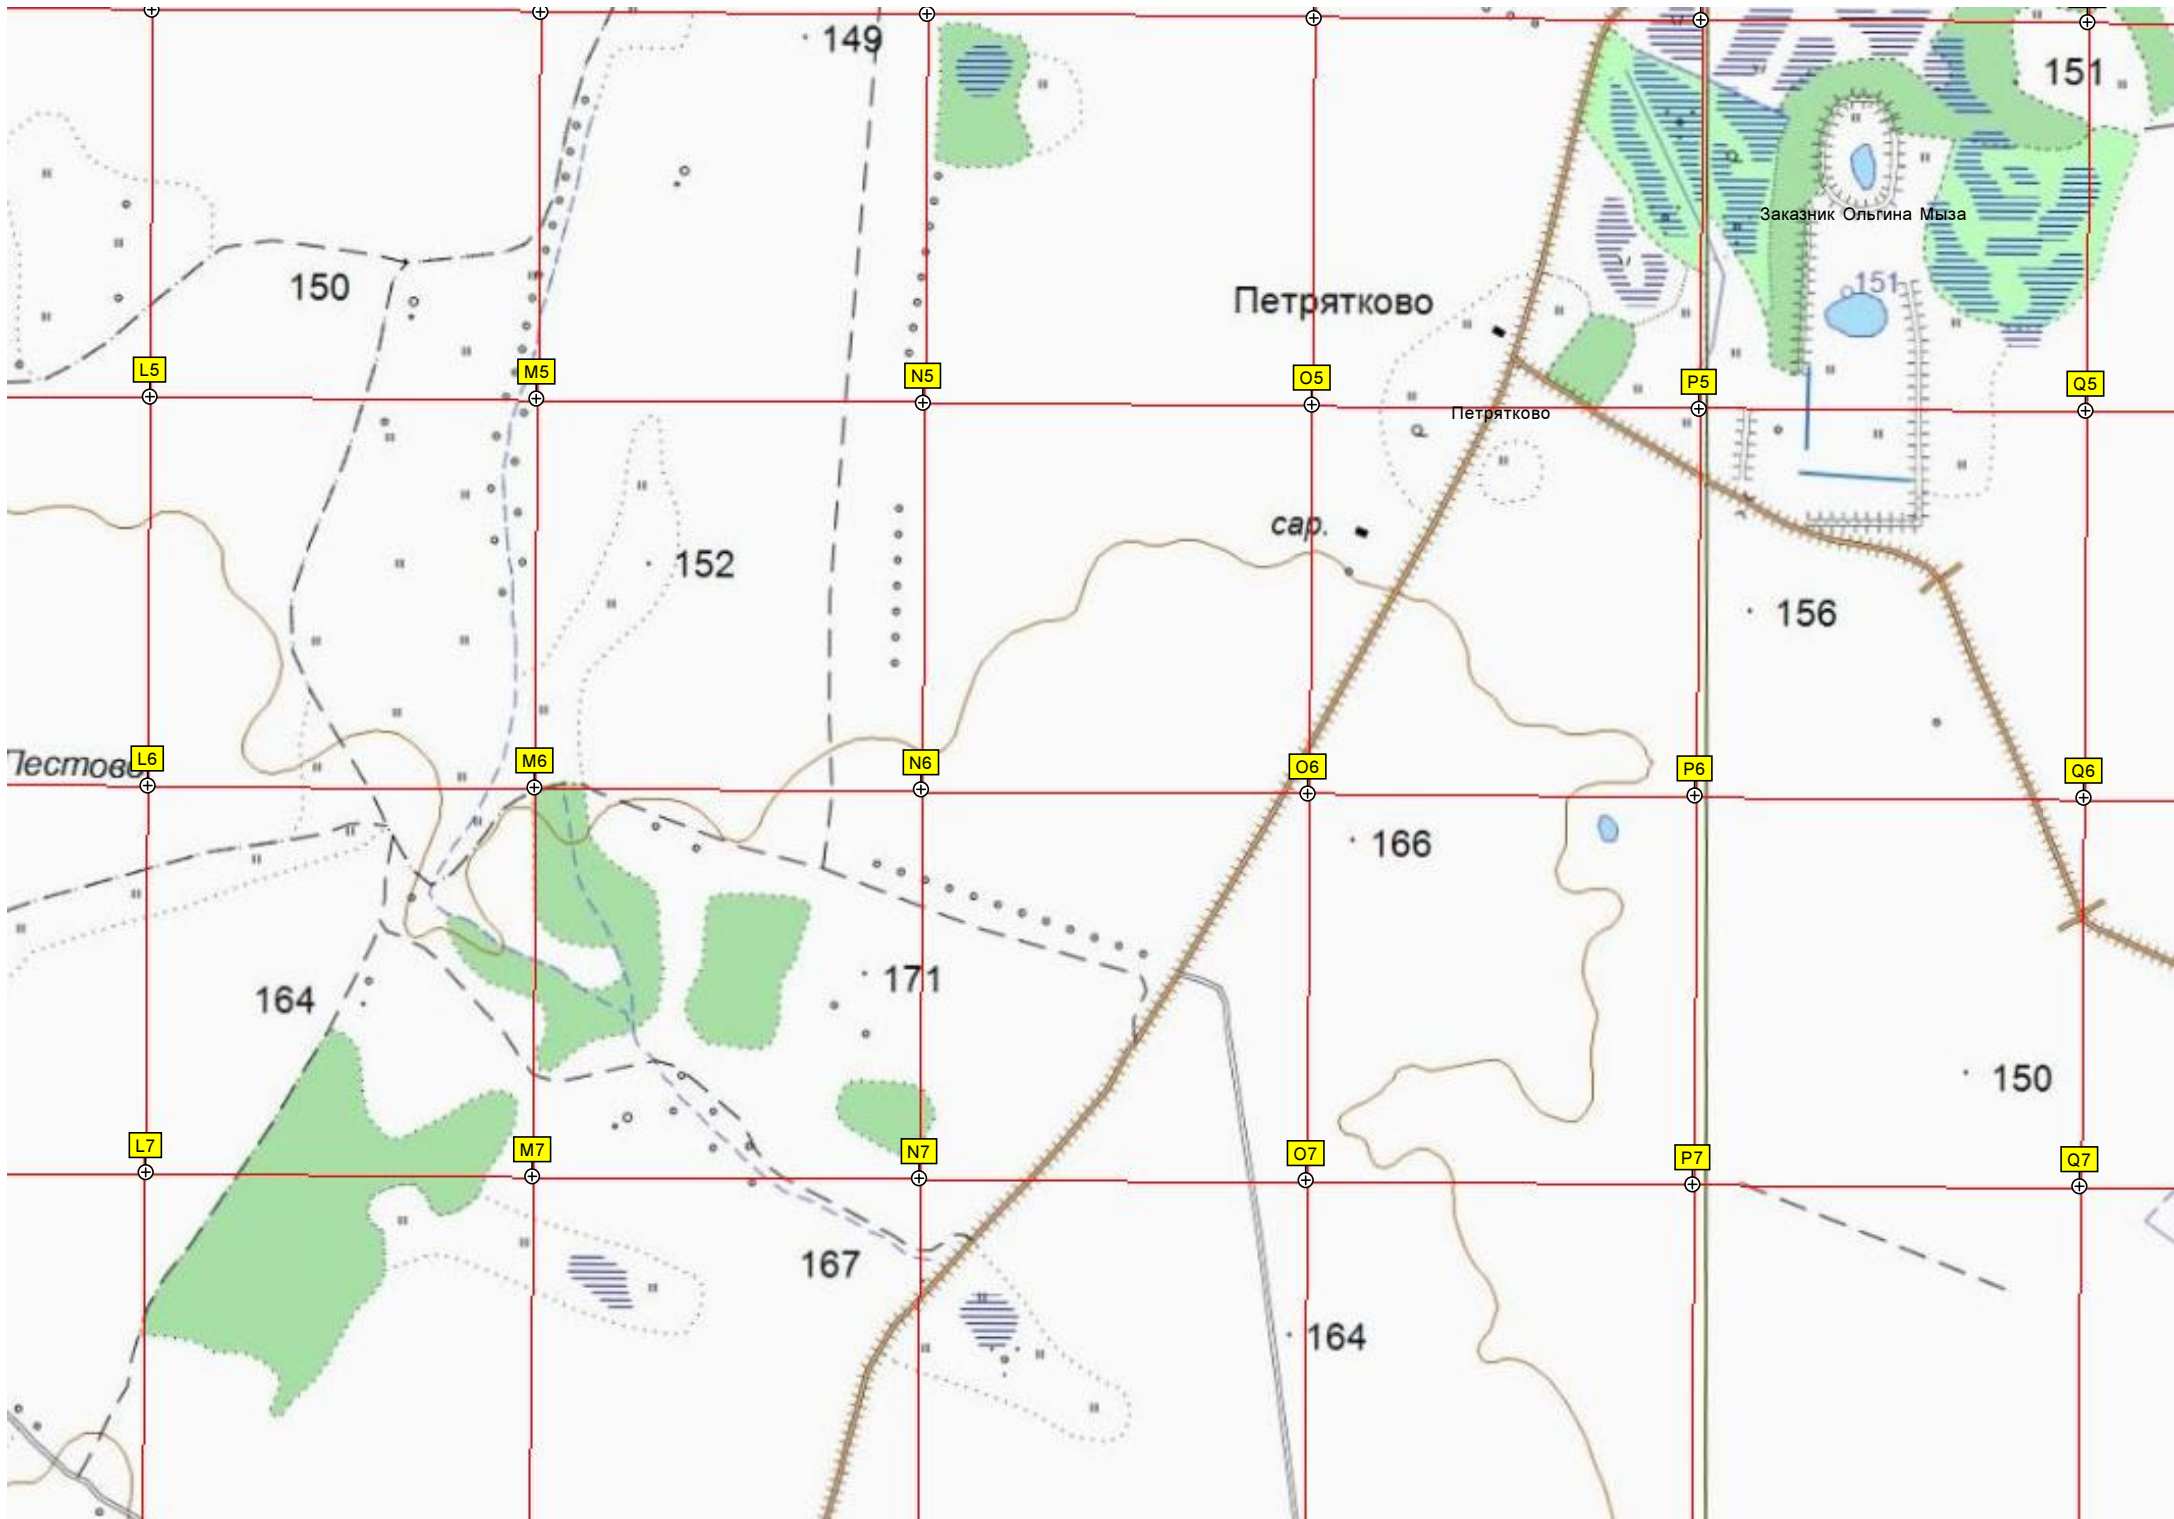 149
151
Заказник Ольгина Мыза
150
151
Петрятково
L5
M5
N5
O5
P5
Q5
Петрятково
сар.
152
156
Пестово
L6
M6
N6
O6
P6
Q6
166
171
164
150
L7
M7
N7
O7
P7
Q7
167
164